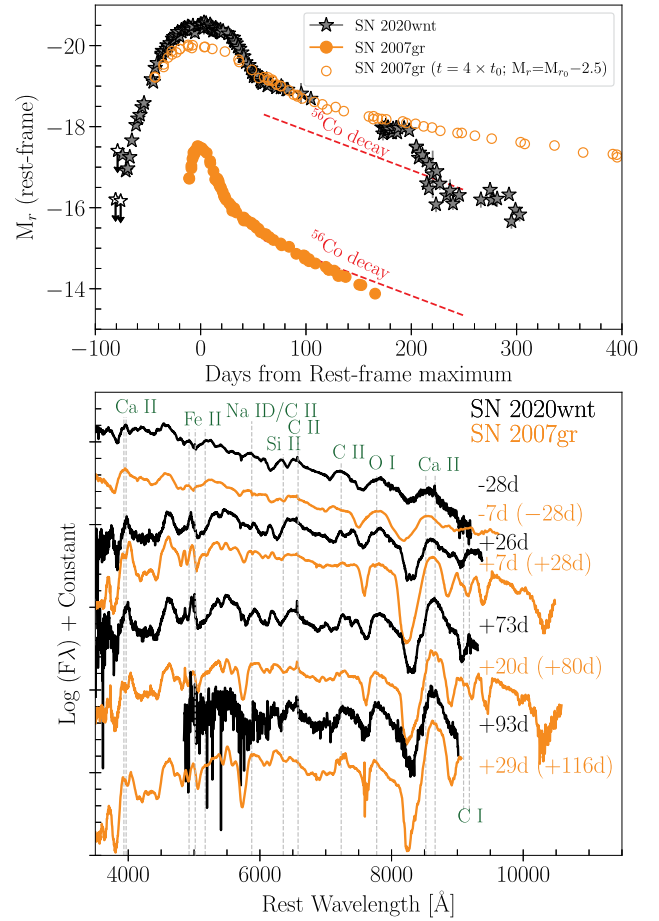 SN 2020wnt
SN 2007gr
SN 2007gr (t = 4 × t₀; Mᵣ=Mᵣ₀−2.5)
−20
−18
−16
−14
Mᵣ (rest-frame)
⁵⁶Co decay
⁵⁶Co decay
−100 0 100 200 300 400
Days from Rest-frame maximum
SN 2020wnt
SN 2007gr
Ca II
Fe II
Na ID/C II
C II
Si II
C II
O I
Ca II
-28d
-7d (−28d)
+26d
+7d (+28d)
+73d
+20d (+80d)
+93d
+29d (+116d)
C I
Log (Fλ) + Constant
4000 6000 8000 10000
Rest Wavelength [Å]